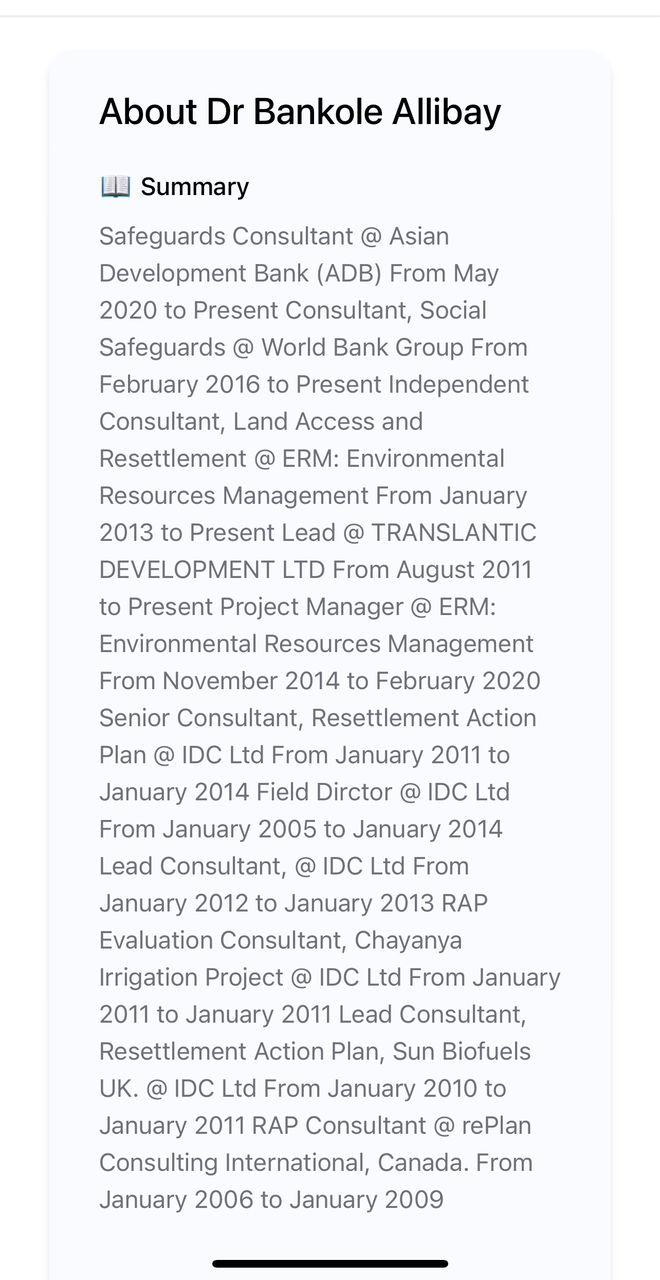 About Dr Bankole Allibay
📖 Summary
Safeguards Consultant @ Asian
Development Bank (ADB) From May
2020 to Present Consultant, Social
Safeguards @ World Bank Group From
February 2016 to Present Independent
Consultant, Land Access and
Resettlement @ ERM: Environmental
Resources Management From January
2013 to Present Lead @ TRANSLANTIC
DEVELOPMENT LTD From August 2011
to Present Project Manager @ ERM:
Environmental Resources Management
From November 2014 to February 2020
Senior Consultant, Resettlement Action
Plan @ IDC Ltd From January 2011 to
January 2014 Field Dirctor @ IDC Ltd
From January 2005 to January 2014
Lead Consultant, @ IDC Ltd From
January 2012 to January 2013 RAP
Evaluation Consultant, Chayanya
Irrigation Project @ IDC Ltd From January
2011 to January 2011 Lead Consultant,
Resettlement Action Plan, Sun Biofuels
UK. @ IDC Ltd From January 2010 to
January 2011 RAP Consultant @ rePlan
Consulting International, Canada. From
January 2006 to January 2009